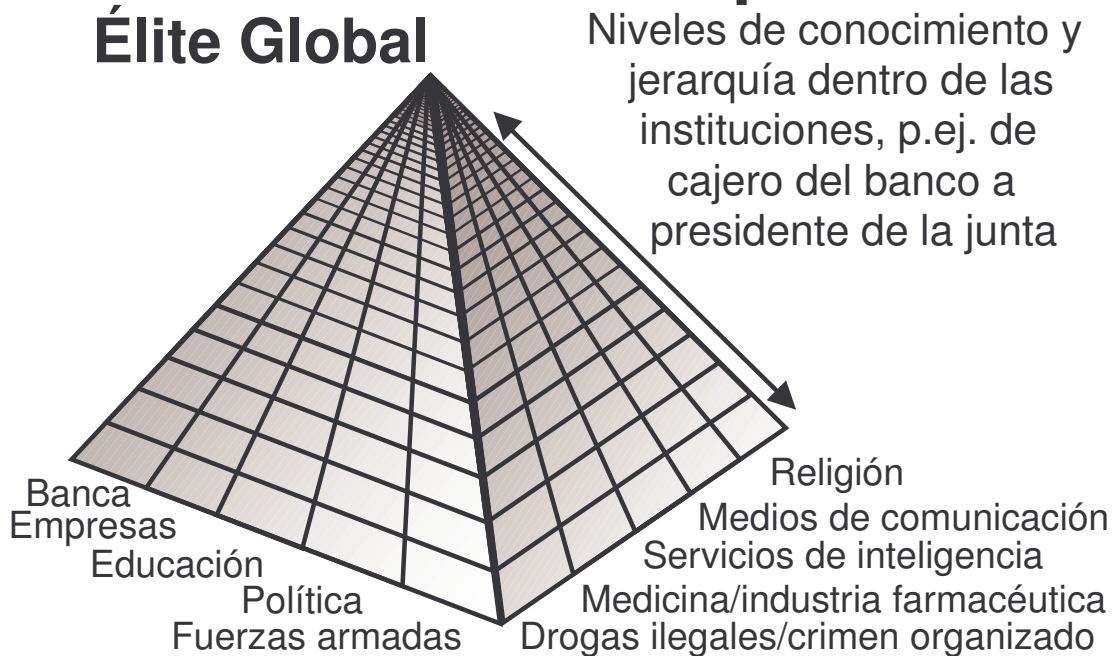 Élite Global
Niveles de conocimiento y
jerarquía dentro de las
instituciones, p.ej. de
cajero del banco a
presidente de la junta
Banca
Empresas
Educación
Política
Fuerzas armadas
Religión
Medios de comunicación
Servicios de inteligencia
Medicina/industria farmacéutica
Drogas ilegales/crimen organizado